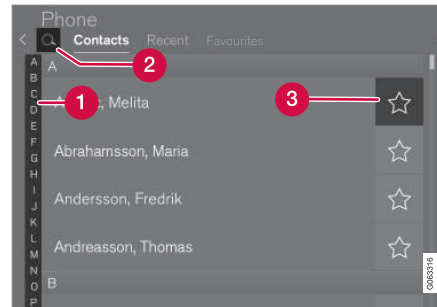 Phone
< Contacts Recent Favourites
A
B
C
D
E
F
G
H
I
J
K
L
M
N
O
P
A
Melita
Abrahamsson, Maria
Andersson, Fredrik
Andreasson, Thomas
B
1
2
3
G063316